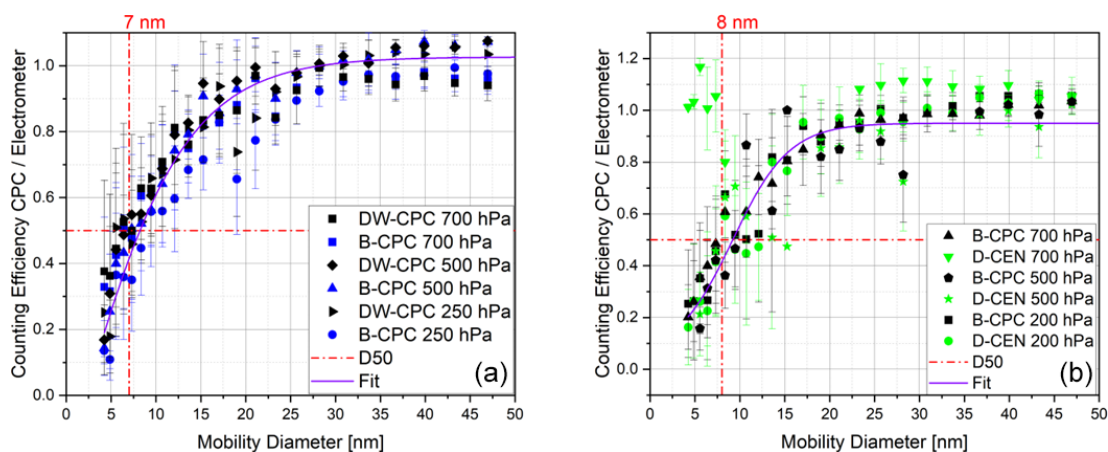 7 nm
Counting Efficiency CPC / Electrometer
1.0
0.8
0.6
0.4
0.2
0.0
DW-CPC 700 hPa
B-CPC 700 hPa
DW-CPC 500 hPa
B-CPC 500 hPa
DW-CPC 250 hPa
B-CPC 250 hPa
D50
Fit
(a)
0 5 10 15 20 25 30 35 40 45 50
Mobility Diameter [nm]
8 nm
Counting Efficiency CPC / Electrometer
1.2
1.0
0.8
0.6
0.4
0.2
0.0
B-CPC 700 hPa
D-CEN 700 hPa
B-CPC 500 hPa
D-CEN 500 hPa
B-CPC 200 hPa
D-CEN 200 hPa
D50
Fit
(b)
0 5 10 15 20 25 30 35 40 45 50
Mobility Diameter [nm]